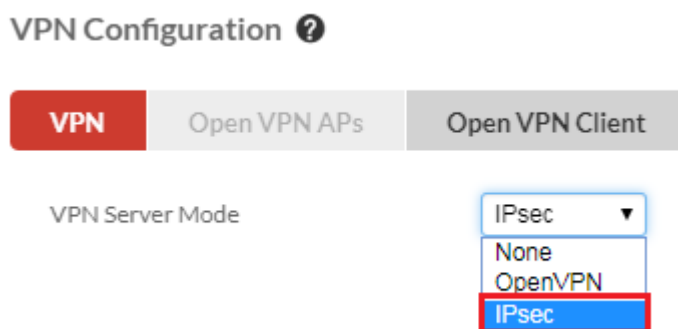 VPN Configuration ?
VPN Open VPN APs Open VPN Client
VPN Server Mode IPsec
None
OpenVPN
IPsec